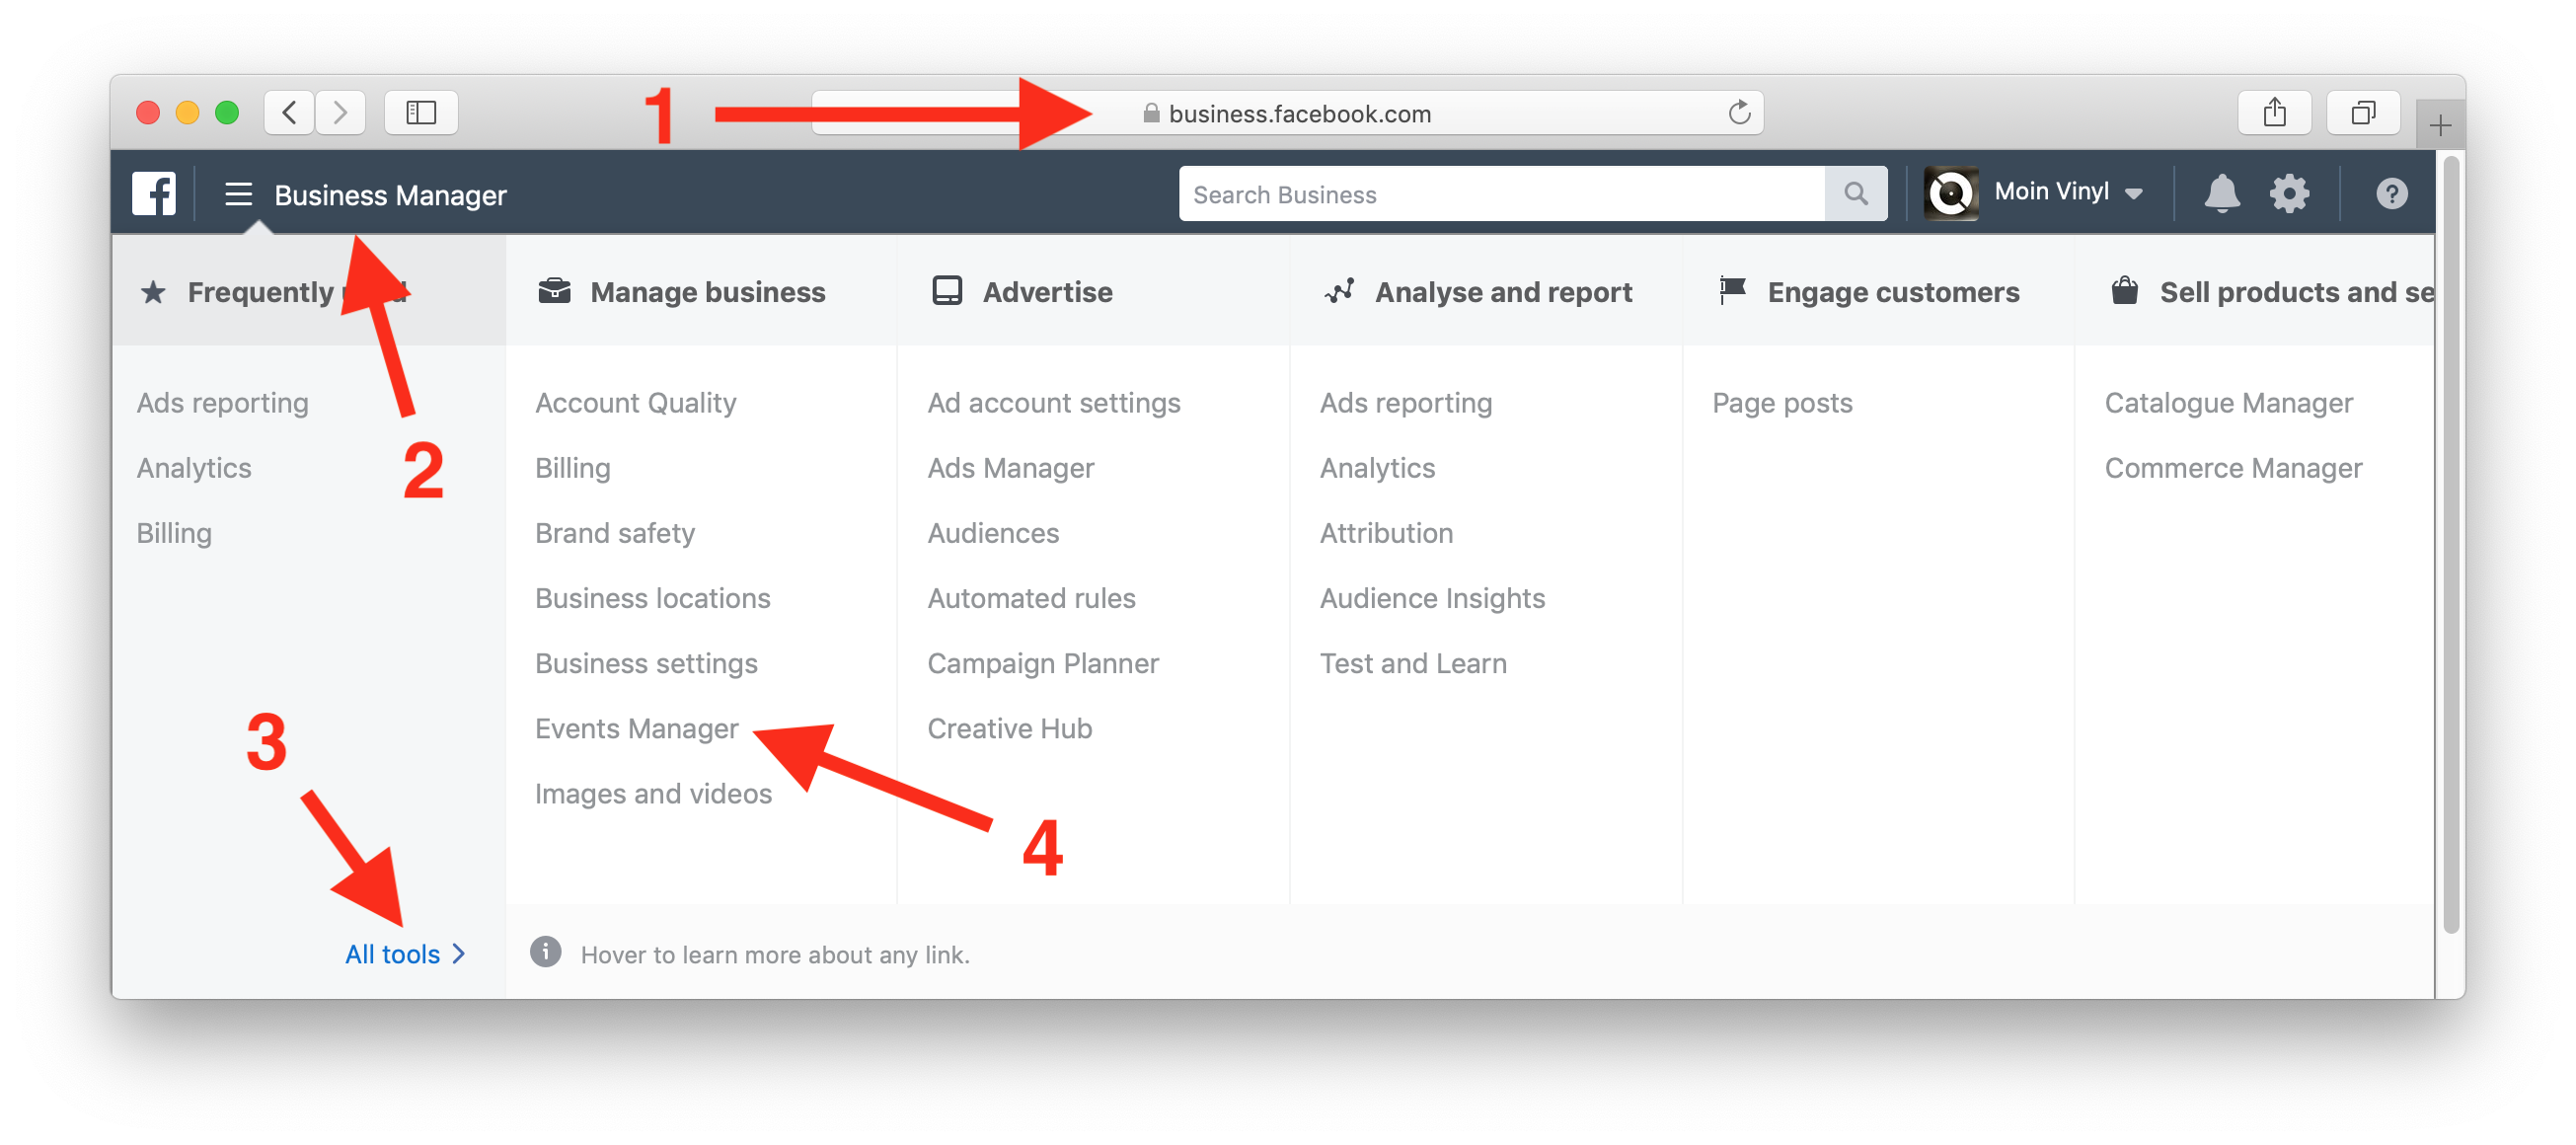 1
business.facebook.com
Business Manager
Search Business
Moin Vinyl
Frequently
Manage business
Advertise
Analyse and report
Engage customers
Sell products and se
Ads reporting
Analytics
Billing
2
Account Quality
Billing
Brand safety
Business locations
Business settings
Events Manager
Images and videos
Ad account settings
Ads Manager
Audiences
Automated rules
Campaign Planner
Creative Hub
Ads reporting
Analytics
Attribution
Audience Insights
Test and Learn
Page posts
Catalogue Manager
Commerce Manager
3
4
All tools
Hover to learn more about any link.